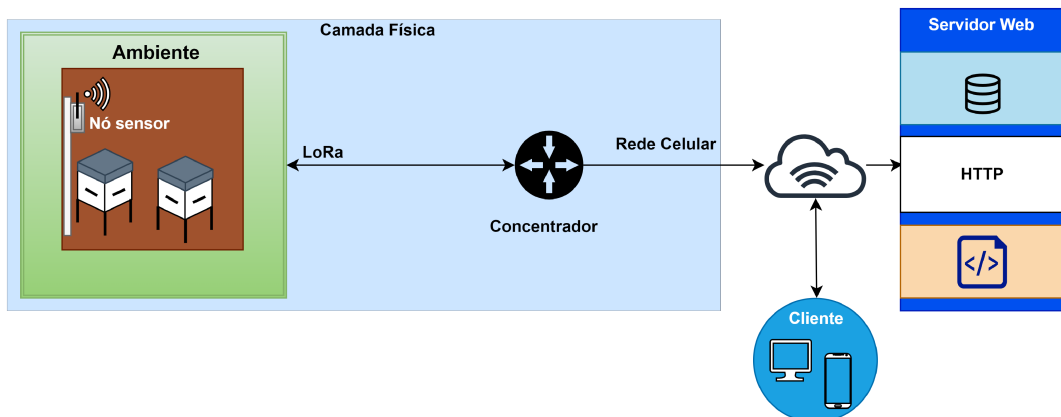 Camada Física
Servidor Web
Ambiente
Nó sensor
LoRa
Rede Celular
HTTP
Concentrador
</>
Cliente